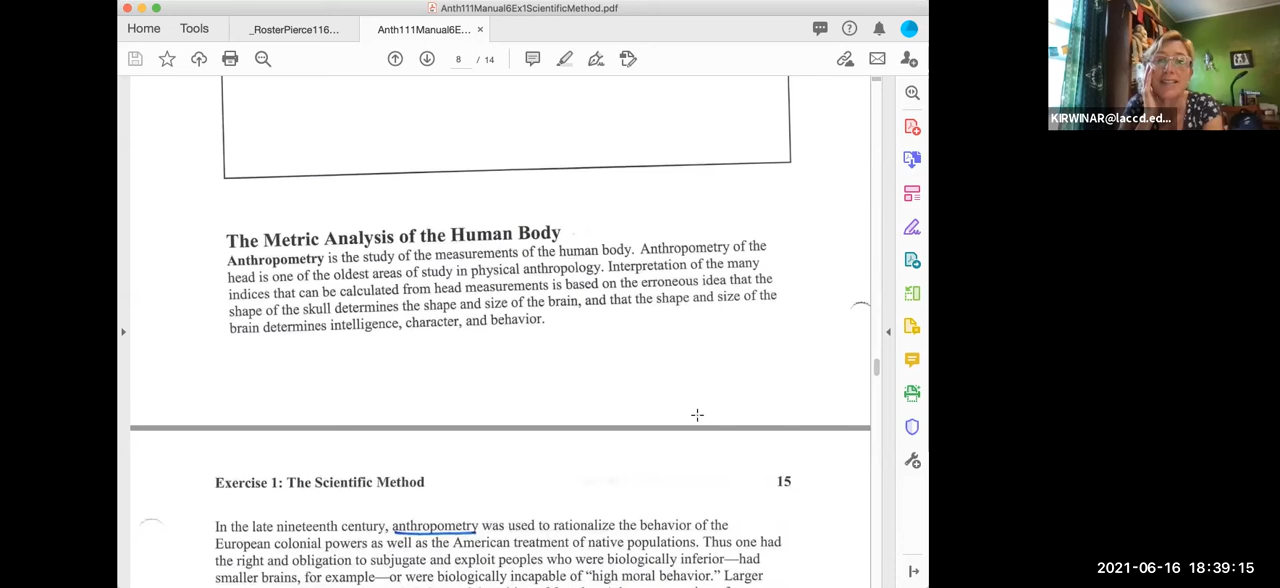 Anth111Manual6Ex1ScientificMethod.pdf
Home Tools _RosterPierce116... Anth111Manual6E... ×
8 / 14
KIRWINAR@laccd.ed...
The Metric Analysis of the Human Body
Anthropometry is the study of the measurements of the human body. Anthropometry of the
head is one of the oldest areas of study in physical anthropology. Interpretation of the many
indices that can be calculated from head measurements is based on the erroneous idea that the
shape of the skull determines the shape and size of the brain, and that the shape and size of the
brain determines intelligence, character, and behavior.
Exercise 1: The Scientific Method 15
In the late nineteenth century, anthropometry was used to rationalize the behavior of the
European colonial powers as well as the American treatment of native populations. Thus one had
the right and obligation to subjugate and exploit peoples who were biologically inferior—had
smaller brains, for example—or were biologically incapable of “high moral behavior.” Larger
2021-06-16 18:39:15